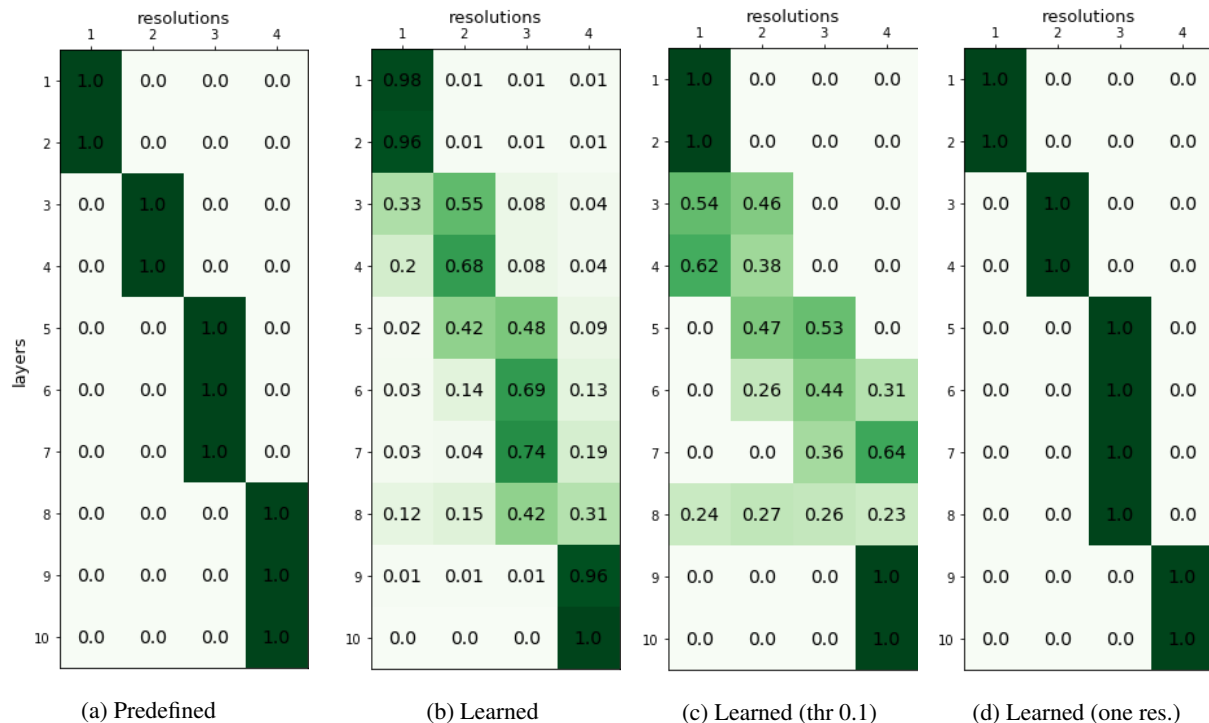 resolutions resolutions resolutions resolutions
1 2 3 4 1 2 3 4 1 2 3 4 1 2 3 4
1 1.0 0.0 0.0 0.0 1 0.98 0.01 0.01 0.01 1 1.0 0.0 0.0 0.0 1 1.0 0.0 0.0 0.0
2 1.0 0.0 0.0 0.0 2 0.96 0.01 0.01 0.01 2 1.0 0.0 0.0 0.0 2 1.0 0.0 0.0 0.0
3 0.0 1.0 0.0 0.0 3 0.33 0.55 0.08 0.04 3 0.54 0.46 0.0 0.0 3 0.0 1.0 0.0 0.0
4 0.0 1.0 0.0 0.0 4 0.2 0.68 0.08 0.04 4 0.62 0.38 0.0 0.0 4 0.0 1.0 0.0 0.0
5 0.0 0.0 1.0 0.0 5 0.02 0.42 0.48 0.09 5 0.0 0.47 0.53 0.0 5 0.0 0.0 1.0 0.0
layers 6 0.0 0.0 1.0 0.0 6 0.03 0.14 0.69 0.13 6 0.0 0.26 0.44 0.31 6 0.0 0.0 1.0 0.0
7 0.0 0.0 1.0 0.0 7 0.03 0.04 0.74 0.19 7 0.0 0.0 0.36 0.64 7 0.0 0.0 1.0 0.0
8 0.0 0.0 0.0 1.0 8 0.12 0.15 0.42 0.31 8 0.24 0.27 0.26 0.23 8 0.0 0.0 1.0 0.0
9 0.0 0.0 0.0 1.0 9 0.01 0.01 0.01 0.96 9 0.0 0.0 0.0 1.0 9 0.0 0.0 0.0 1.0
10 0.0 0.0 0.0 1.0 10 0.0 0.0 0.0 1.0 10 0.0 0.0 0.0 1.0 10 0.0 0.0 0.0 1.0
(a) Predefined (b) Learned (c) Learned (thr 0.1) (d) Learned (one res.)